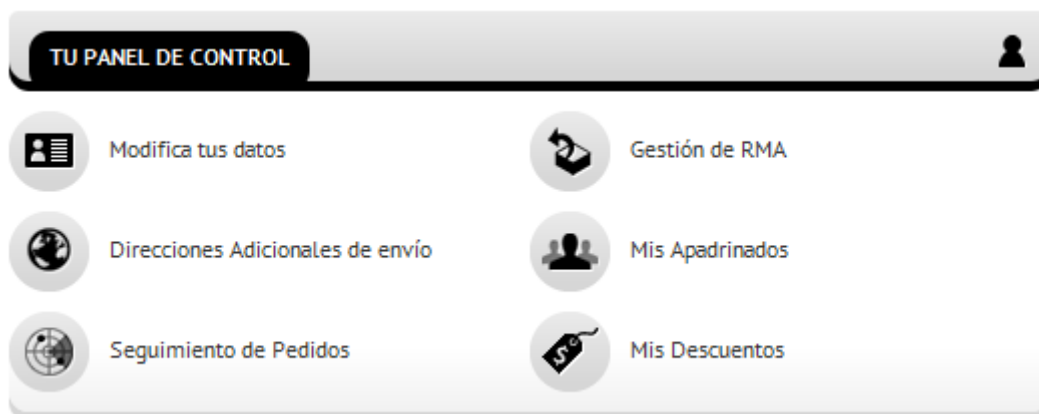 TU PANEL DE CONTROL
Modifica tus datos
Gestión de RMA
Direcciones Adicionales de envío
Mis Apadrinados
Seguimiento de Pedidos
Mis Descuentos